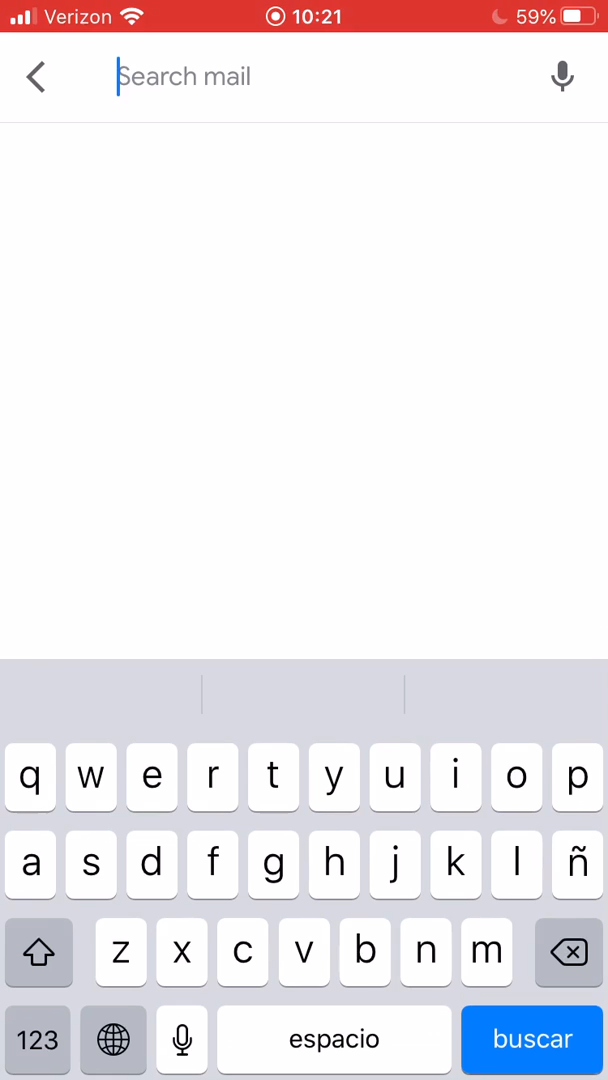 Verizon 10:21 59%
Search mail
q w e r t y u i o p
a s d f g h j k l ñ
z x c v b n m
123 espacio buscar